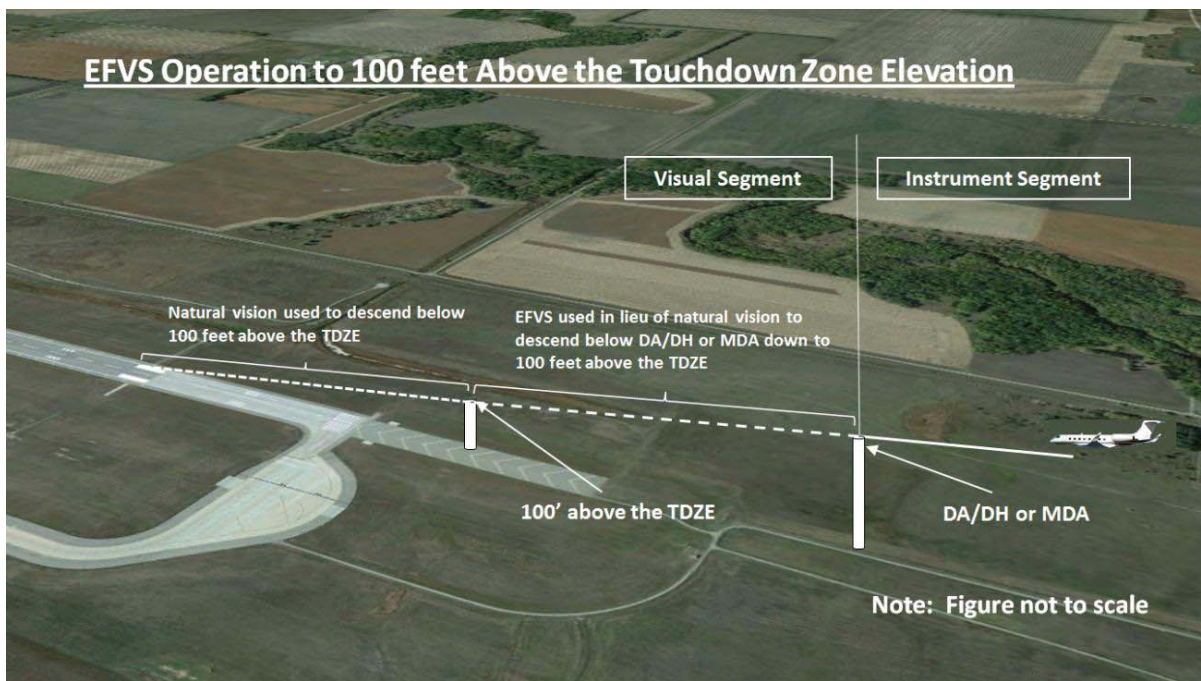 EFVS Operation to 100 feet Above the Touchdown Zone Elevation
Visual Segment
Instrument Segment
Natural vision used to descend below
100 feet above the TDZE
EFVS used in lieu of natural vision to
descend below DA/DH or MDA down to
100 feet above the TDZE
100’ above the TDZE
DA/DH or MDA
Note: Figure not to scale